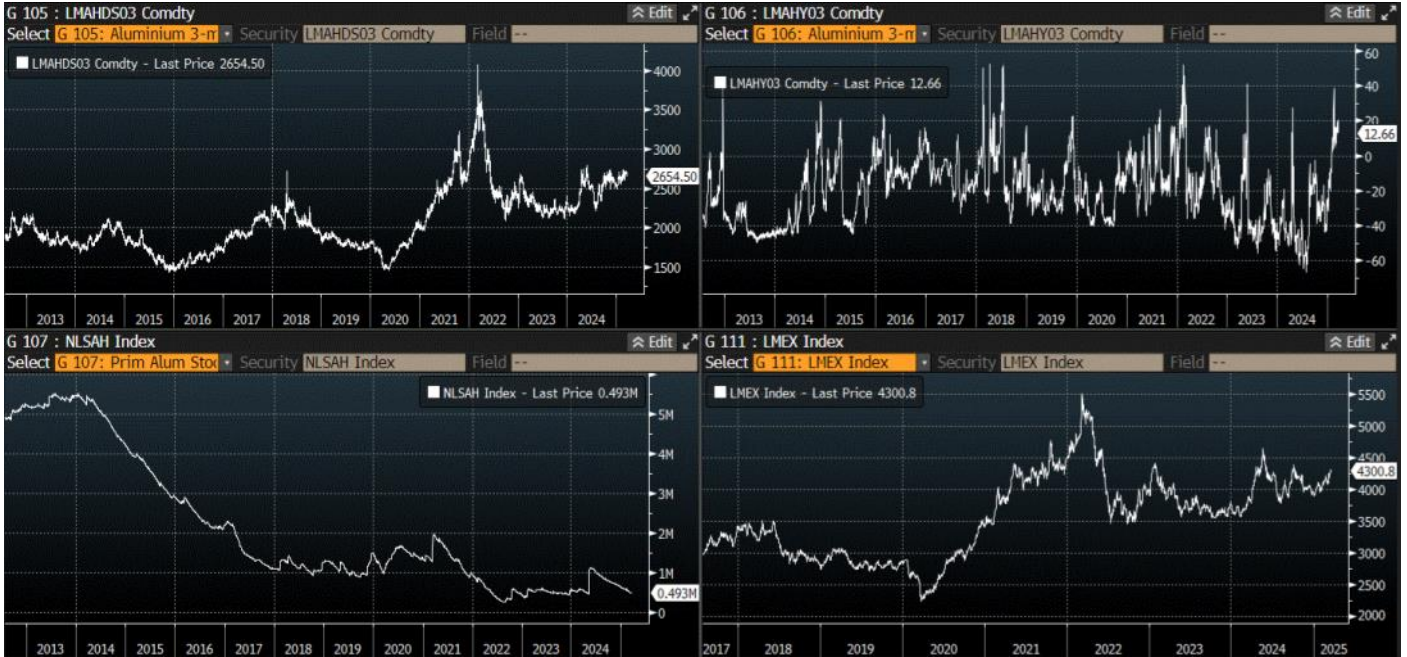 G 105 : LMAHDS03 Comdty
Edit
Select G 105: Aluminium 3-m Security LMAHDS03 Comdty Field --
LMAHDS03 Comdty - Last Price 2654.50
4000
3500
3000
2654.50
2500
2000
1500
2013 2014 2015 2016 2017 2018 2019 2020 2021 2022 2023 2024
G 106 : LMAHY03 Comdty
Edit
Select G 106: Aluminium 3-m Security LMAHY03 Comdty Field --
LMAHY03 Comdty - Last Price 12.66
60
40
20
12.66
0
-20
-40
-60
2013 2014 2015 2016 2017 2018 2019 2020 2021 2022 2023 2024
G 107 : NLSAH Index
Edit
Select G 107: Prim Alum Stoc Security NLSAH Index Field --
NLSAH Index - Last Price 0.493M
5M
4M
3M
2M
1M
0.493M
0
2013 2014 2015 2016 2017 2018 2019 2020 2021 2022 2023 2024
G 111 : LMEX Index
Edit
Select G 111: LMEX Index Security LMEX Index Field --
LMEX Index - Last Price 4300.8
5500
5000
4500
4300.8
4000
3500
3000
2500
2000
2017 2018 2019 2020 2021 2022 2023 2024 2025